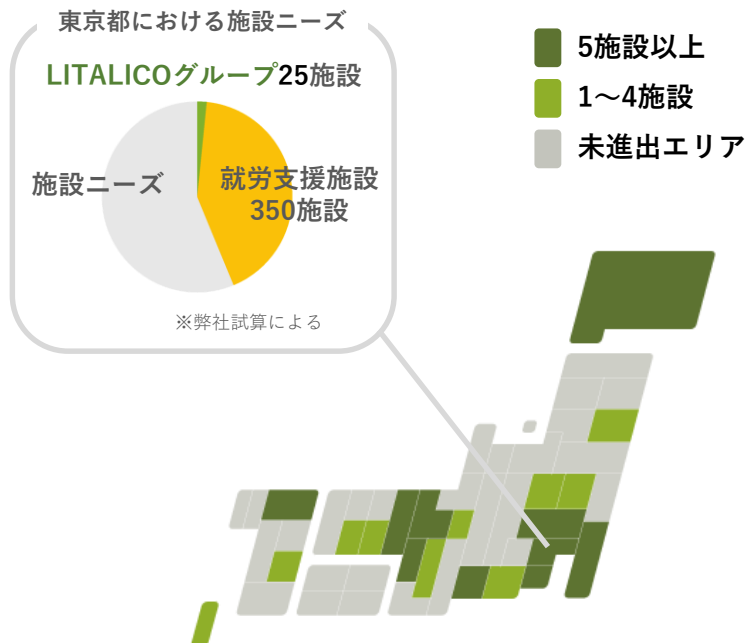 東京都における施設ニーズ
LITALICOグループ25施設
施設ニーズ
就労支援施設
350施設
※弊社試算による
5施設以上
1〜4施設
未進出エリア